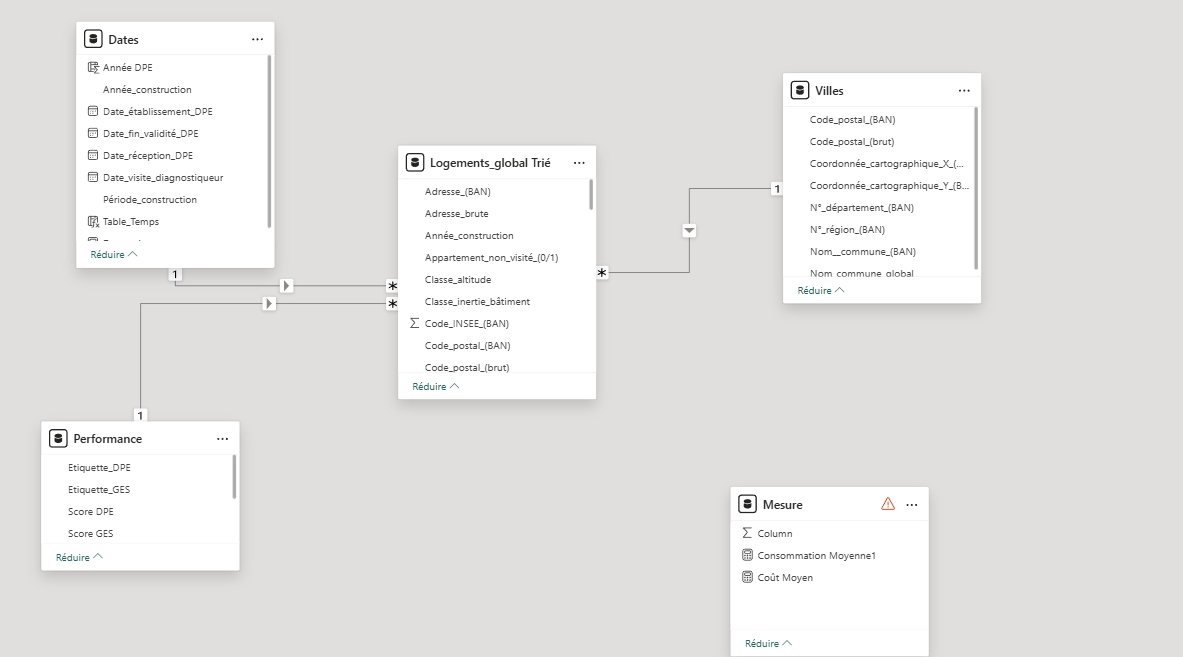 Dates
Année DPE
Année_construction
Date_établissement_DPE
Date_fin_validité_DPE
Date_réception_DPE
Date_visite_diagnostiqueur
Période_construction
Table_Temps
Réduire
1
Logements_global Trié
Adresse_(BAN)
Adresse_brute
Année_construction
Appartement_non_visité_(0/1)
Classe_altitude
Classe_inertie_bâtiment
Code_INSEE_(BAN)
Code_postal_(BAN)
Code_postal_(brut)
Réduire
*
*
*
Villes
Code_postal_(BAN)
Code_postal_(brut)
Coordonnée_cartographique_X_(...
Coordonnée_cartographique_Y_(B...
N°_département_(BAN)
N°_région_(BAN)
Nom__commune_(BAN)
Nom_commune_global
Réduire
1
1
Performance
Etiquette_DPE
Etiquette_GES
Score DPE
Score GES
Réduire
Mesure
Column
Consommation Moyenne1
Coût Moyen
Réduire